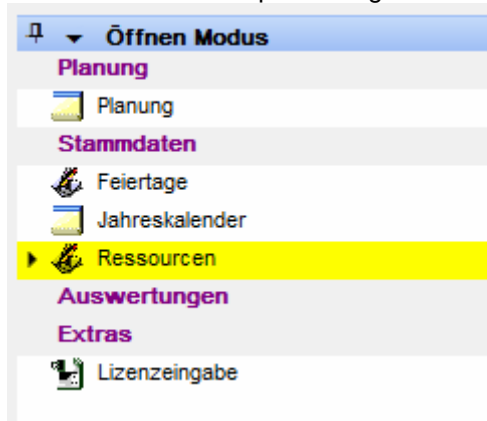 Öffnen Modus
Planung
Planung
Stammdaten
Feiertage
Jahreskalender
Ressourcen
Auswertungen
Extras
Lizenzeingabe